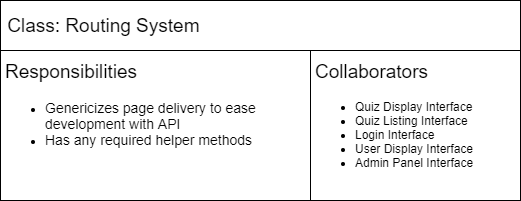 Class: Routing System
Responsibilities
Genericizes page delivery to ease
development with API
Has any required helper methods
Collaborators
Quiz Display Interface
Quiz Listing Interface
Login Interface
User Display Interface
Admin Panel Interface